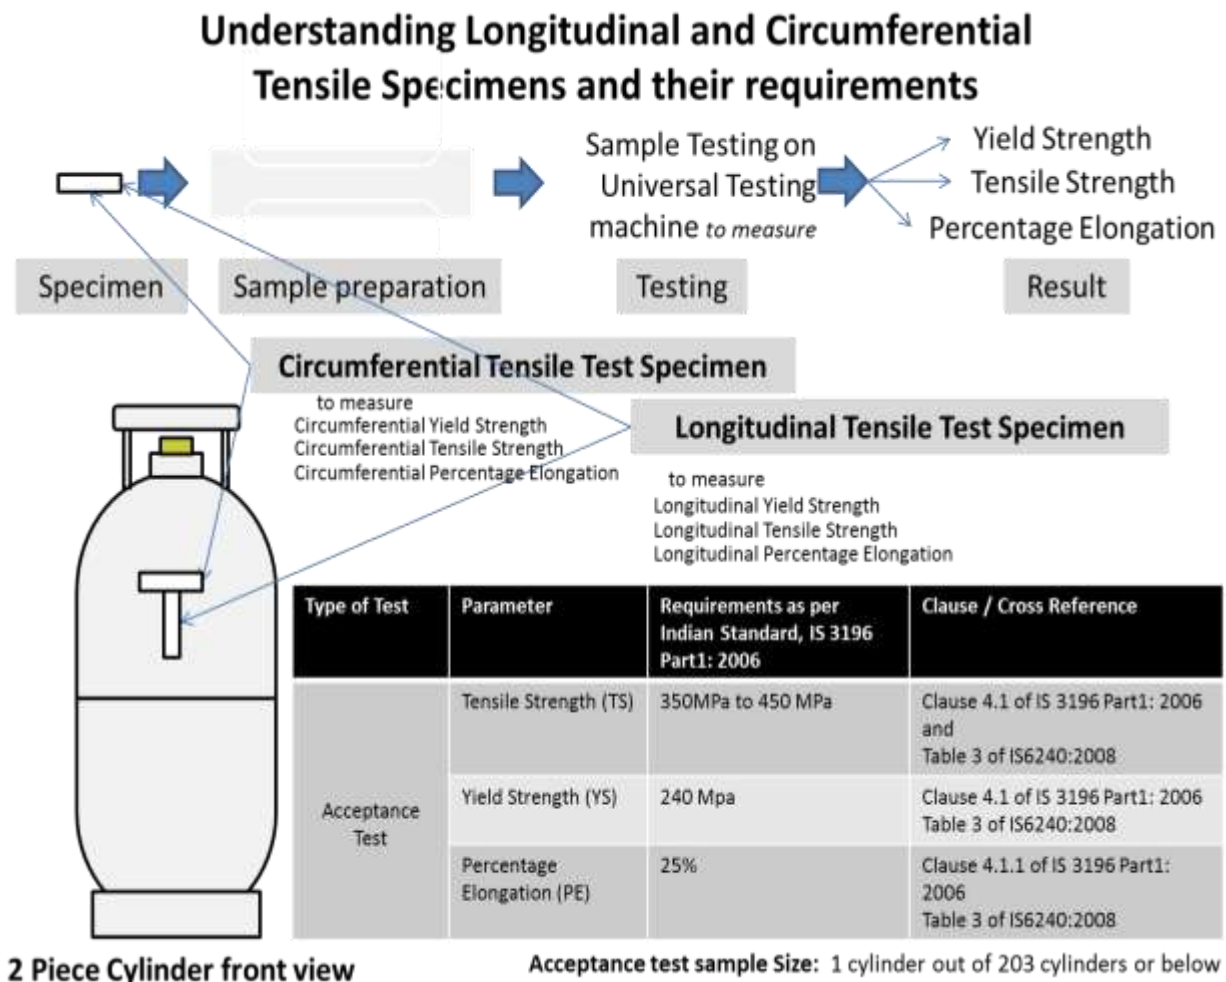 Understanding Longitudinal and Circumferential
Tensile Specimens and their requirements
Sample Testing on
Universal Testing
machine to measure
Yield Strength
Tensile Strength
Percentage Elongation
Specimen
Sample preparation
Testing
Result
Circumferential Tensile Test Specimen
to measure
Circumferential Yield Strength
Circumferential Tensile Strength
Circumferential Percentage Elongation
Longitudinal Tensile Test Specimen
to measure
Longitudinal Yield Strength
Longitudinal Tensile Strength
Longitudinal Percentage Elongation
Type of Test
Parameter
Requirements as per
Indian Standard, IS 3196
Part1: 2006
Clause / Cross Reference
Acceptance
Test
Tensile Strength (TS)
350MPa to 450 MPa
Clause 4.1 of IS 3196 Part1: 2006
and
Table 3 of IS6240:2008
Yield Strength (YS)
240 Mpa
Clause 4.1 of IS 3196 Part1: 2006
Table 3 of IS6240:2008
Percentage
Elongation (PE)
25%
Clause 4.1.1 of IS 3196 Part1:
2006
Table 3 of IS6240:2008
2 Piece Cylinder front view
Acceptance test sample Size: 1 cylinder out of 203 cylinders or below